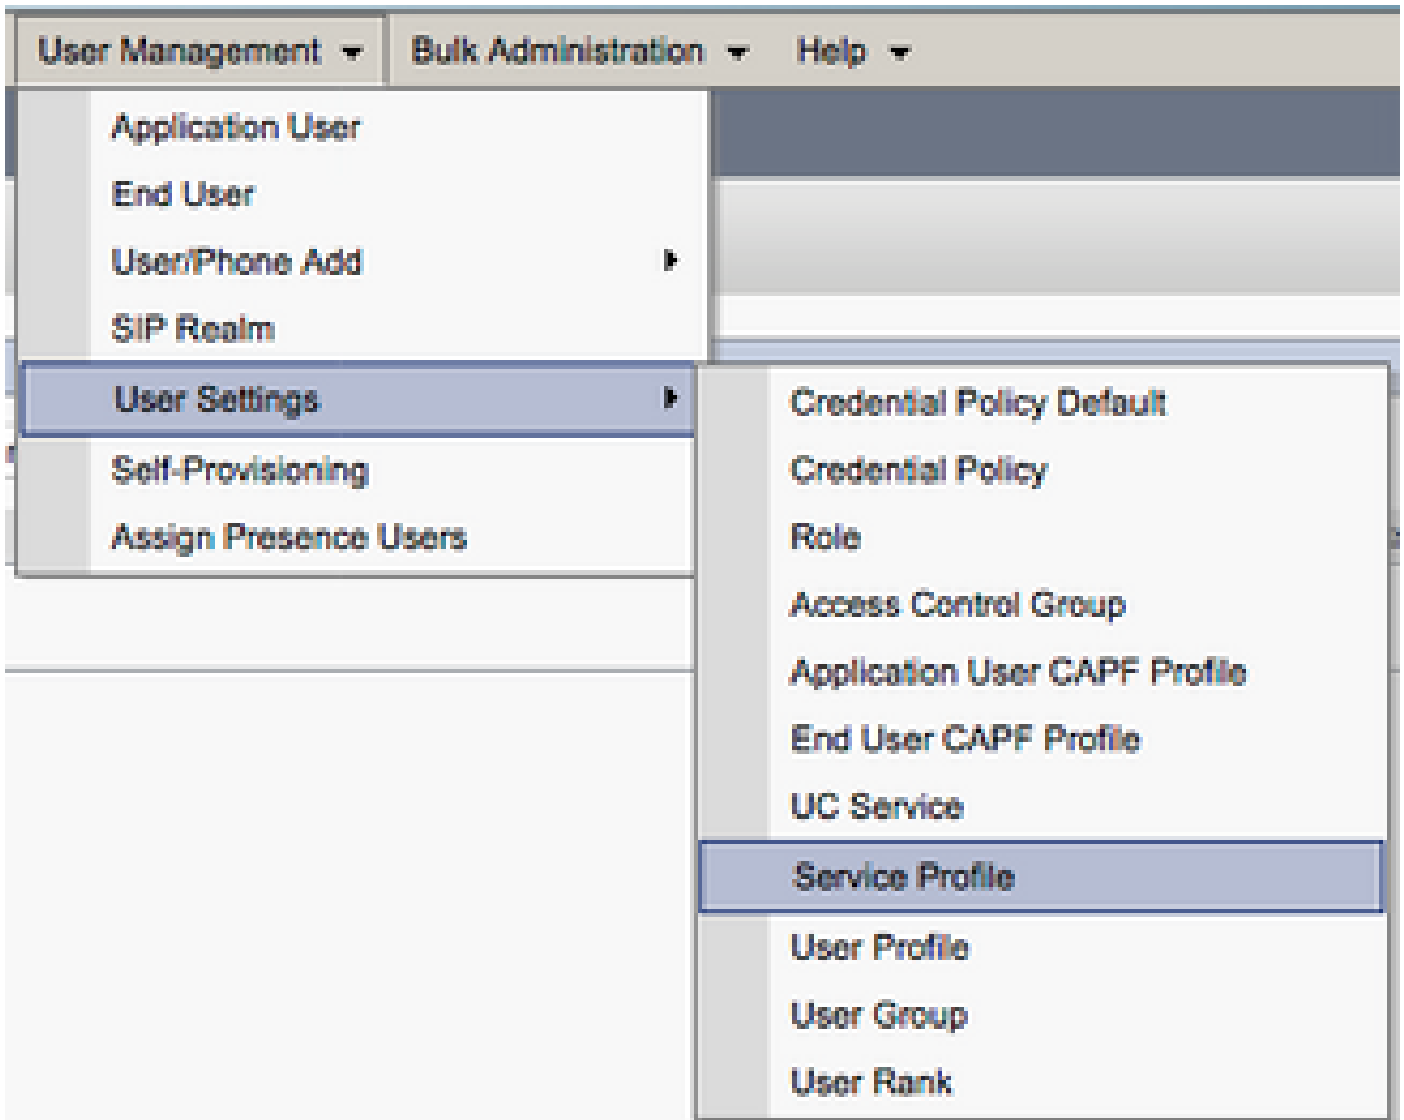 User Management Bulk Administration Help
Application User
End User
User/Phone Add
SIP Realm
User Settings
Self-Provisioning
Assign Presence Users
Credential Policy Default
Credential Policy
Role
Access Control Group
Application User CAPF Profile
End User CAPF Profile
UC Service
Service Profile
User Profile
User Group
User Rank